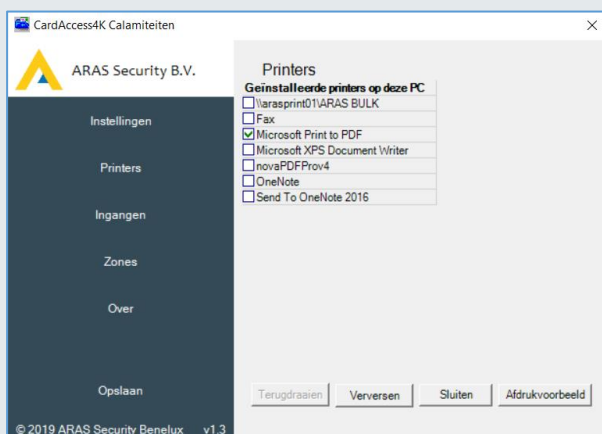 CardAccess4K Calamiteiten
ARAS Security B.V.
Instellingen
Printers
Ingangen
Zones
Over
Opslaan
© 2019 ARAS Security Benelux v1.3
Printers
Geïnstalleerde printers op deze PC
\\arasprint01\ARAS BULK
Fax
Microsoft Print to PDF
Microsoft XPS Document Writer
novaPDFProv4
OneNote
Send To OneNote 2016
Terugdraaien Verversen Sluiten Afdrukvoorbeeld